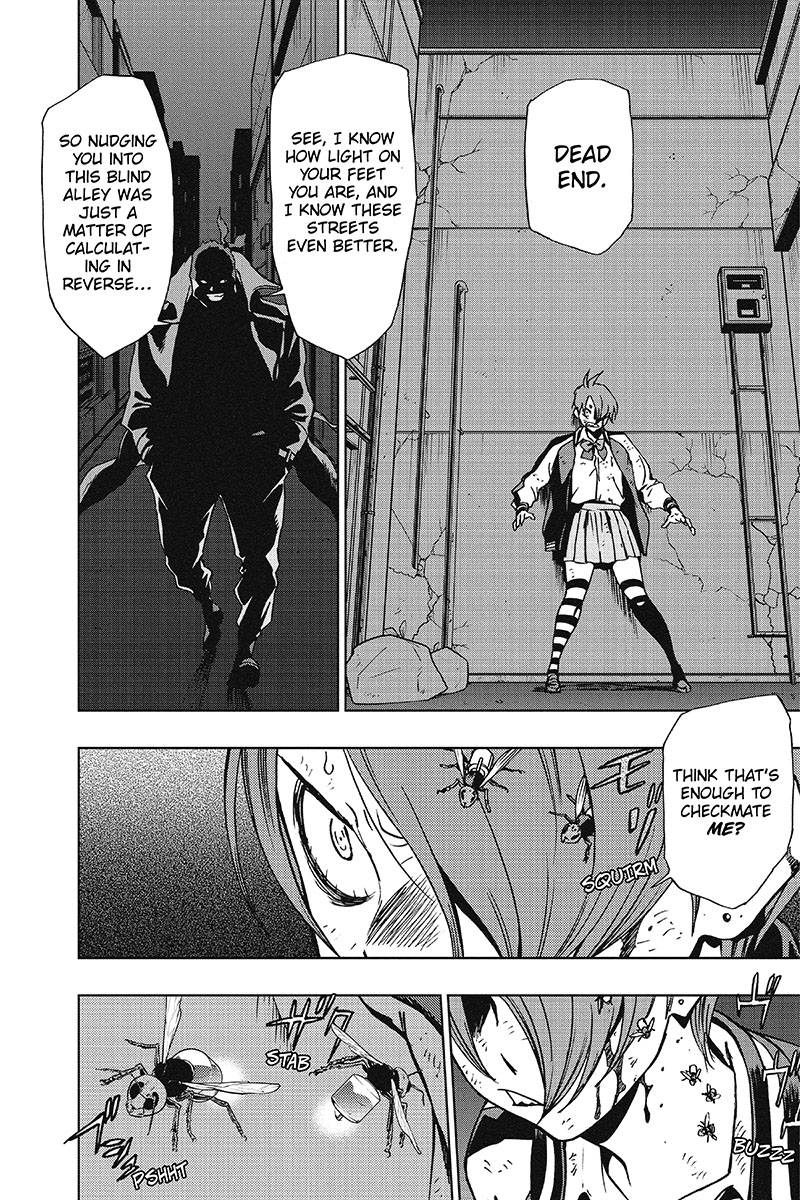 DEAD
END.
SEE, I KNOW
HOW LIGHT ON
YOUR FEET
YOU ARE, AND
I KNOW THESE
STREETS
EVEN BETTER.
SO NUDGING
YOU INTO
THIS BLIND
ALLEY WAS
JUST A
MATTER OF
CALCULAT-
ING IN
REVERSE...
THINK THAT'S
ENOUGH TO
CHECKMATE
ME?
SQUIRM
BUZZZ
STAB
PSHHT